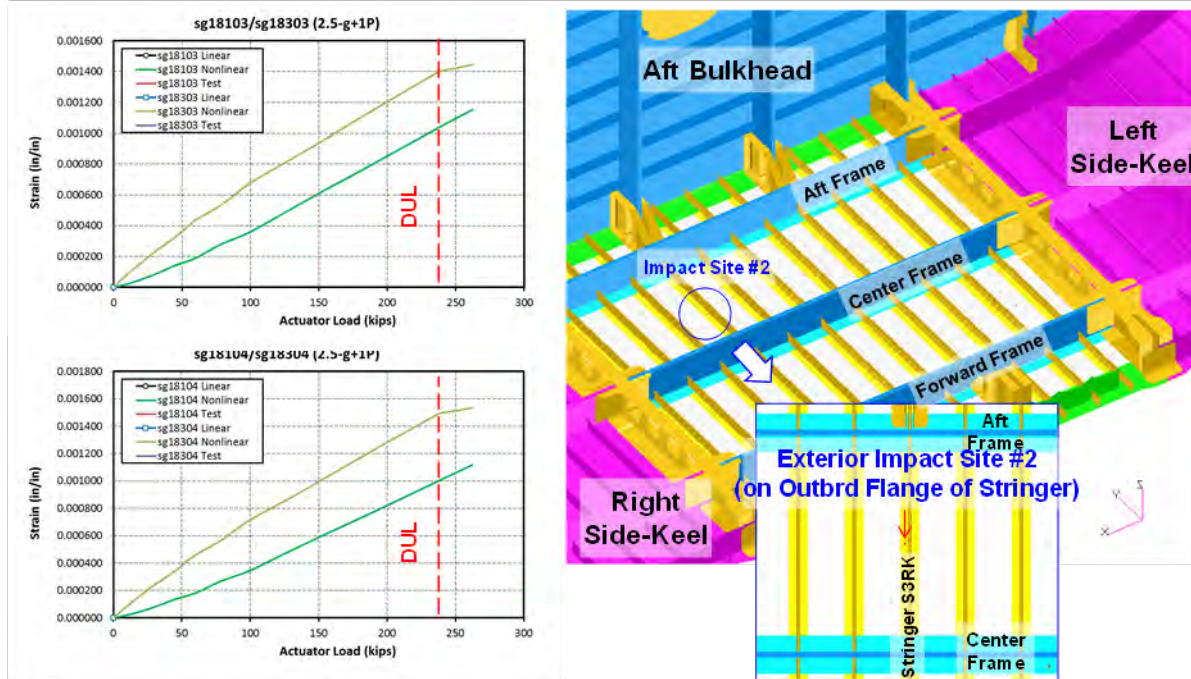 sg18103/sg18303 (2.5-g+1P)
0.001600
0.001400
0.001200
0.001000
0.000800
0.000600
0.000400
0.000200
0.000000
Strain (in/in)
sg18103 Linear
sg18103 Nonlinear
sg18103 Test
sg18303 Linear
sg18303 Nonlinear
sg18303 Test
DUL
0 50 100 150 200 250 300
Actuator Load (kips)
sg18104/sg18304 (2.5-g+1P)
0.001800
0.001600
0.001400
0.001200
0.001000
0.000800
0.000600
0.000400
0.000200
0.000000
Strain (in/in)
sg18104 Linear
sg18104 Nonlinear
sg18104 Test
sg18304 Linear
sg18304 Nonlinear
sg18304 Test
DUL
0 50 100 150 200 250 300
Actuator Load (kips)
Aft Bulkhead
Left
Side-Keel
Aft Frame
Impact Site #2
Center Frame
Forward Frame
Right
Side-Keel
Aft
Frame
Exterior Impact Site #2
(on Outbrd Flange of Stringer)
Stringer S3RK
Center
Frame
Z
Y
X